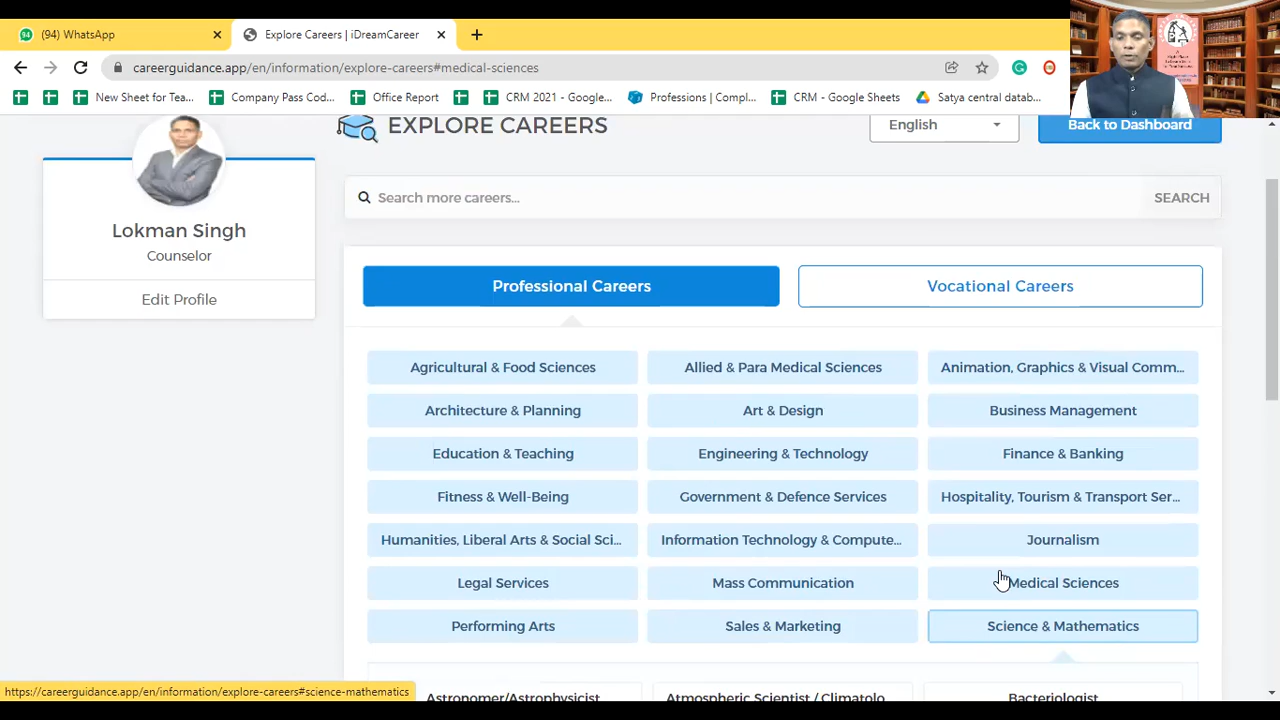 94 (94) WhatsApp
Explore Careers | iDreamCareer
careerguidance.app/en/information/explore-careers#medical-sciences
New Sheet for Tea...
Company Pass Cod...
Office Report
CRM 2021 - Google...
Professions | Compl...
CRM - Google Sheets
Satya central datab...
EXPLORE CAREERS
English
Back to Dashboard
Search more careers...
SEARCH
Lokman Singh
Counselor
Edit Profile
Professional Careers
Vocational Careers
Agricultural & Food Sciences
Allied & Para Medical Sciences
Animation, Graphics & Visual Comm...
Architecture & Planning
Art & Design
Business Management
Education & Teaching
Engineering & Technology
Finance & Banking
Fitness & Well-Being
Government & Defence Services
Hospitality, Tourism & Transport Ser...
Humanities, Liberal Arts & Social Sci...
Information Technology & Compute...
Journalism
Legal Services
Mass Communication
Medical Sciences
Performing Arts
Sales & Marketing
Science & Mathematics
Astronomer/Astrophysicist
Atmospheric Scientist / Climatolo
Bacteriologist
https://careerguidance.app/en/information/explore-careers#science-mathematics